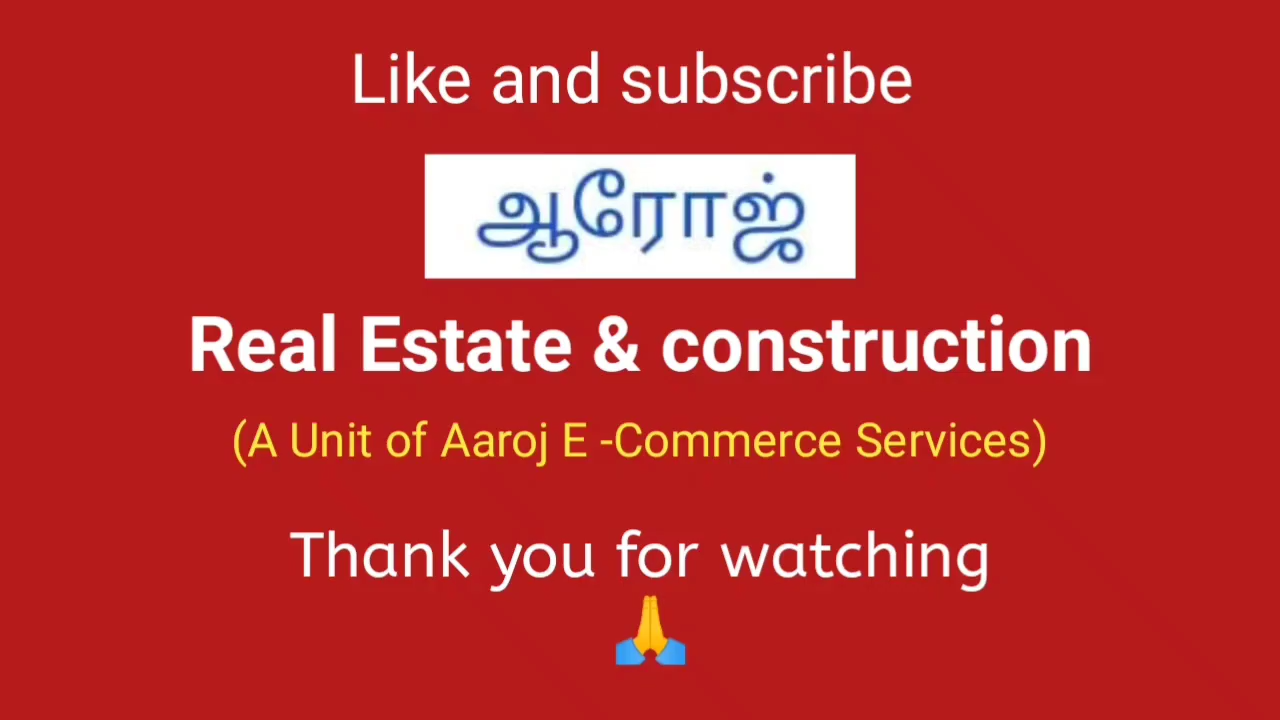 Like and subscribe
ஆரோஜ்
Real Estate & construction
(A Unit of Aaroj E -Commerce Services)
Thank you for watching
🙏